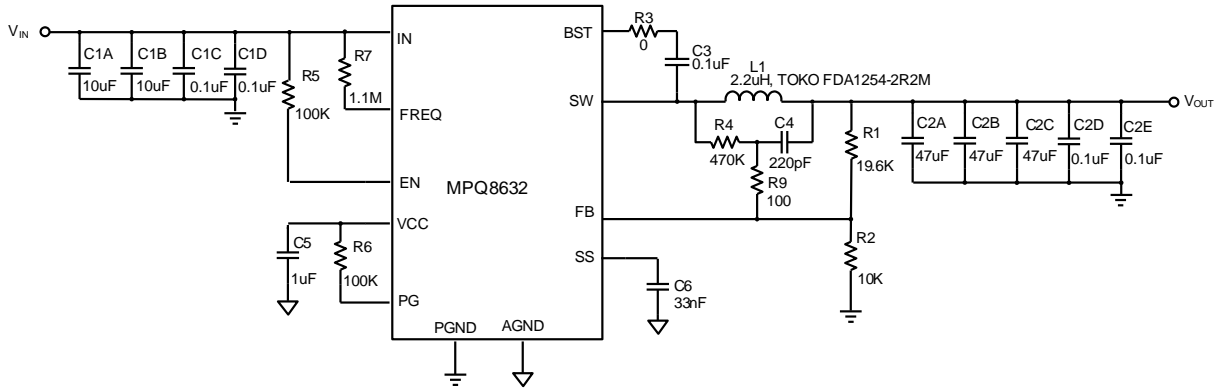 VIN
C1A
10uF
C1B
10uF
C1C
0.1uF
C1D
0.1uF
R5
100K
R7
1.1M
C5
1uF
R6
100K
IN
FREQ
EN
VCC
PG
PGND
AGND
MPQ8632
BST
SW
FB
SS
R3
0
C3
0.1uF
L1
2.2uH, TOKO FDA1254-2R2M
R4
470K
C4
220pF
R9
100
R1
19.6K
R2
10K
C6
33nF
C2A
47uF
C2B
47uF
C2C
47uF
C2D
0.1uF
C2E
0.1uF
VOUT